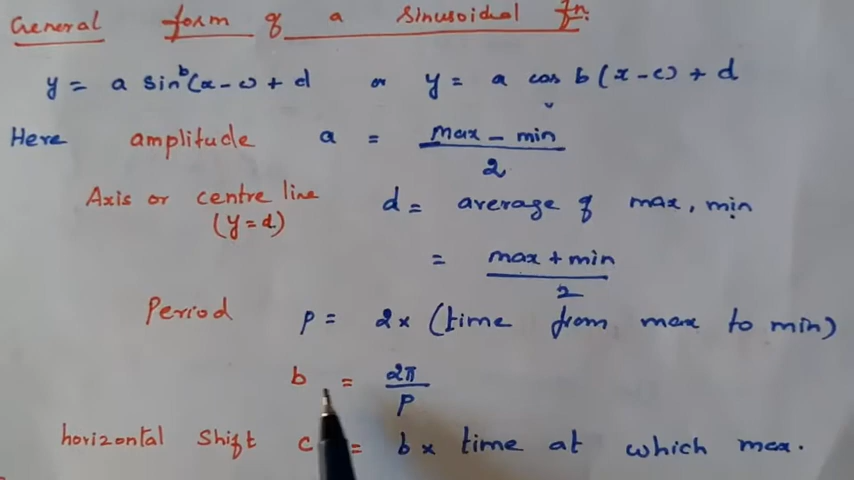 General form of a sinusoidal fn.
y = a sin b(x-c) + d or y = a cos b(x-c) + d
Here amplitude a = max - min / 2
Axis or centre line d = average of max, min
(y=d)
= max + min / 2
Period p = 2 x (time from max to min)
b = 2π / p
horizontal shift c = b x time at which max.